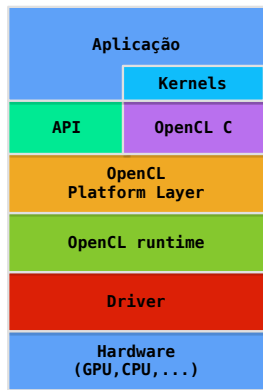 Aplicação
Kernels
API
OpenCL C
OpenCL
Platform Layer
OpenCL runtime
Driver
Hardware
(GPU,CPU,...)